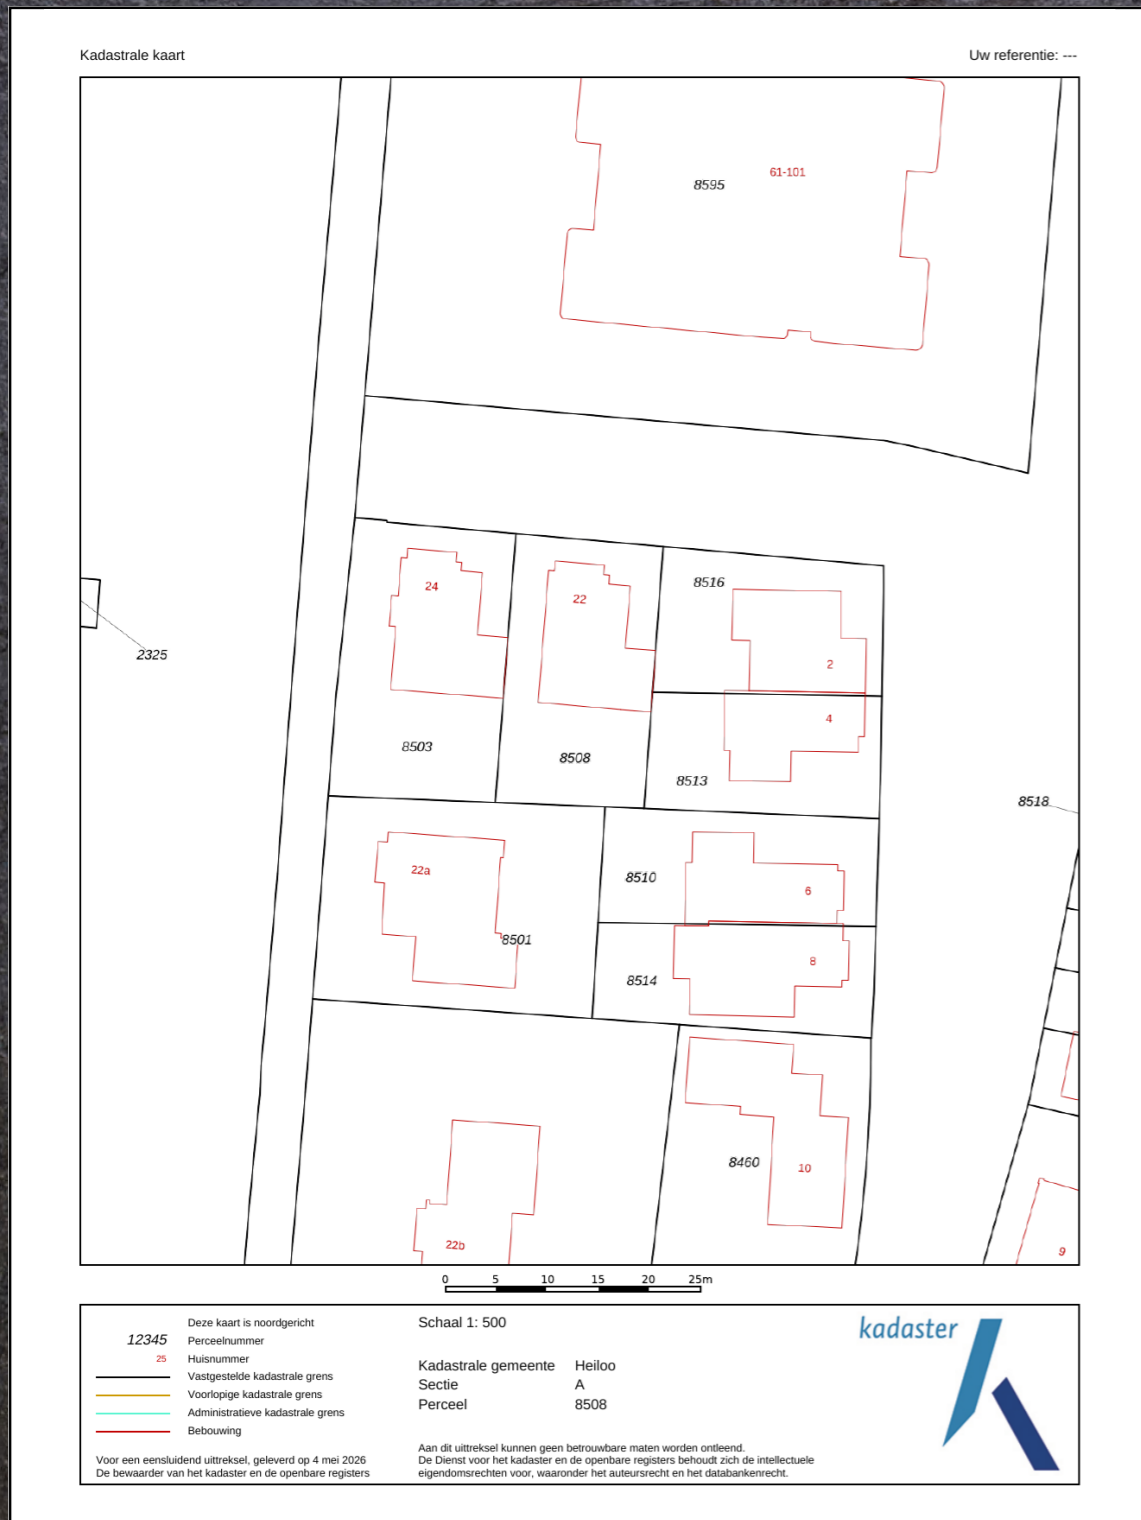 Kadastrale kaart
Uw referentie: ---
8595
61-101
24
22
8516
2
2325
4
8503
8508
8513
8518
22a
8510
6
8501
8
8514
8460
10
22b
9
0 5 10 15 20 25m
Deze kaart is noordgericht
12345 Perceelnummer
25 Huisnummer
Vastgestelde kadastrale grens
Voorlopige kadastrale grens
Administratieve kadastrale grens
Bebouwing
Voor een eensluidend uittreksel, geleverd op 4 mei 2026
De bewaarder van het kadaster en de openbare registers
Schaal 1: 500
Kadastrale gemeente Heiloo
Sectie A
Perceel 8508
Aan dit uittreksel kunnen geen betrouwbare maten worden ontleend.
De Dienst voor het kadaster en de openbare registers behoudt zich de intellectuele
eigendomsrechten voor, waaronder het auteursrecht en het databankenrecht.
kadaster